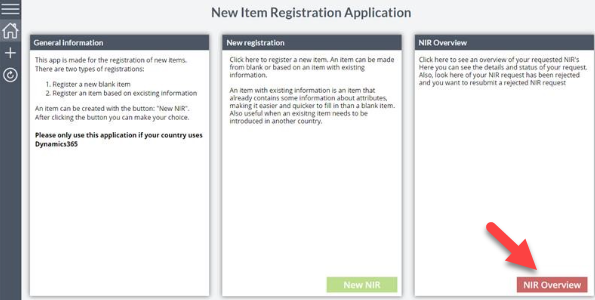 New Item Registration Application
General information
This app is made for the registration of new items.
There are two types of registrations:
1. Register a new blank item
2. Register an item based on excisting information
An item can be created with the button: "New NIR".
After clicking the button you can make your choice.
Please only use this application if your country uses
Dynamics365
New registration
Click here to register a new item. An item can be made
from blank or based on an item with existing
information.
An item with existing information is an item that
already contains some information about attributes,
making it easier and quicker to fill in than a blank item.
Also useful when an exisitng item needs to be
introduced in another country.
New NIR
NIR Overview
Click here to see an overview of your requested NIR's
Here you can see the details and status of your request.
Also, look here of your NIR request has been rejected
and you want to resubmit a rejected NIR request
NIR Overview